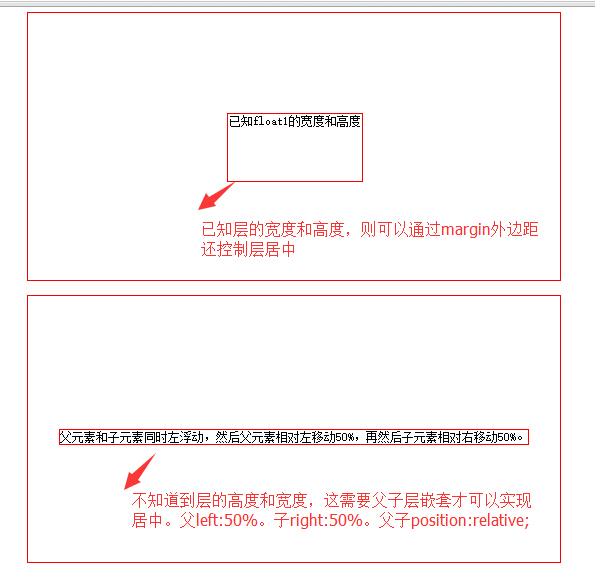 已知float1的宽度和高度
已知层的宽度和高度，则可以通过margin外边距
还控制层居中
父元素和子元素同时左浮动，然后父元素相对左移动50%，再然后子元素相对右移动50%。
不知道到层的高度和宽度，这需要父子层嵌套才可以实现
居中。父left:50%。子right:50%。父子position:relative;